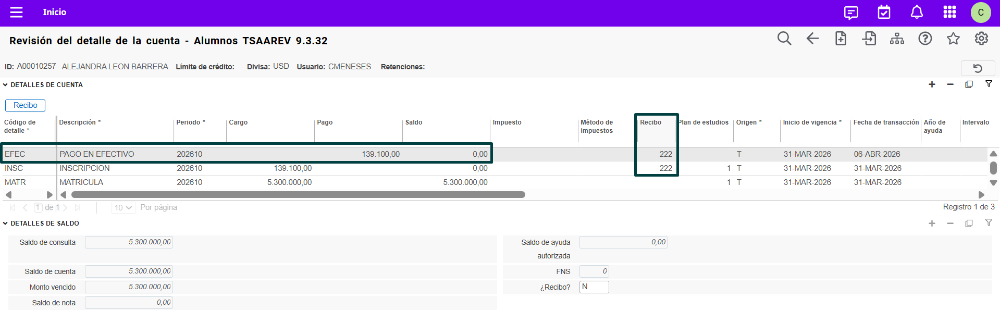 Inicio
C
Revisión del detalle de la cuenta - Alumnos TSAAREV 9.3.32
ID: A00010257 ALEJANDRA LEON BARRERA Límite de crédito: Divisa: USD Usuario: CMENESES Retenciones:
DETALLES DE CUENTA
Recibo
Código de detalle * Descripción * Periodo * Cargo Pago Saldo Impuesto Método de impuestos Recibo Plan de estudios Origen * Inicio de vigencia * Fecha de transacción Año de ayuda Intervalo
EFEC PAGO EN EFECTIVO 202610 139.100,00 0,00 222 T 31-MAR-2026 06-ABR-2026
INSC INSCRIPCION 202610 139.100,00 0,00 222 1 T 31-MAR-2026 31-MAR-2026
MATR MATRICULA 202610 5.300.000,00 5.300.000,00 1 T 31-MAR-2026 31-MAR-2026
1 de 1 10 Por página Registro 1 de 3
DETALLES DE SALDO
Saldo de consulta 5.300.000,00 Saldo de ayuda autorizada 0,00
Saldo de cuenta 5.300.000,00 FNS 0
Monto vencido 5.300.000,00 ¿Recibo? N
Saldo de nota 0,00